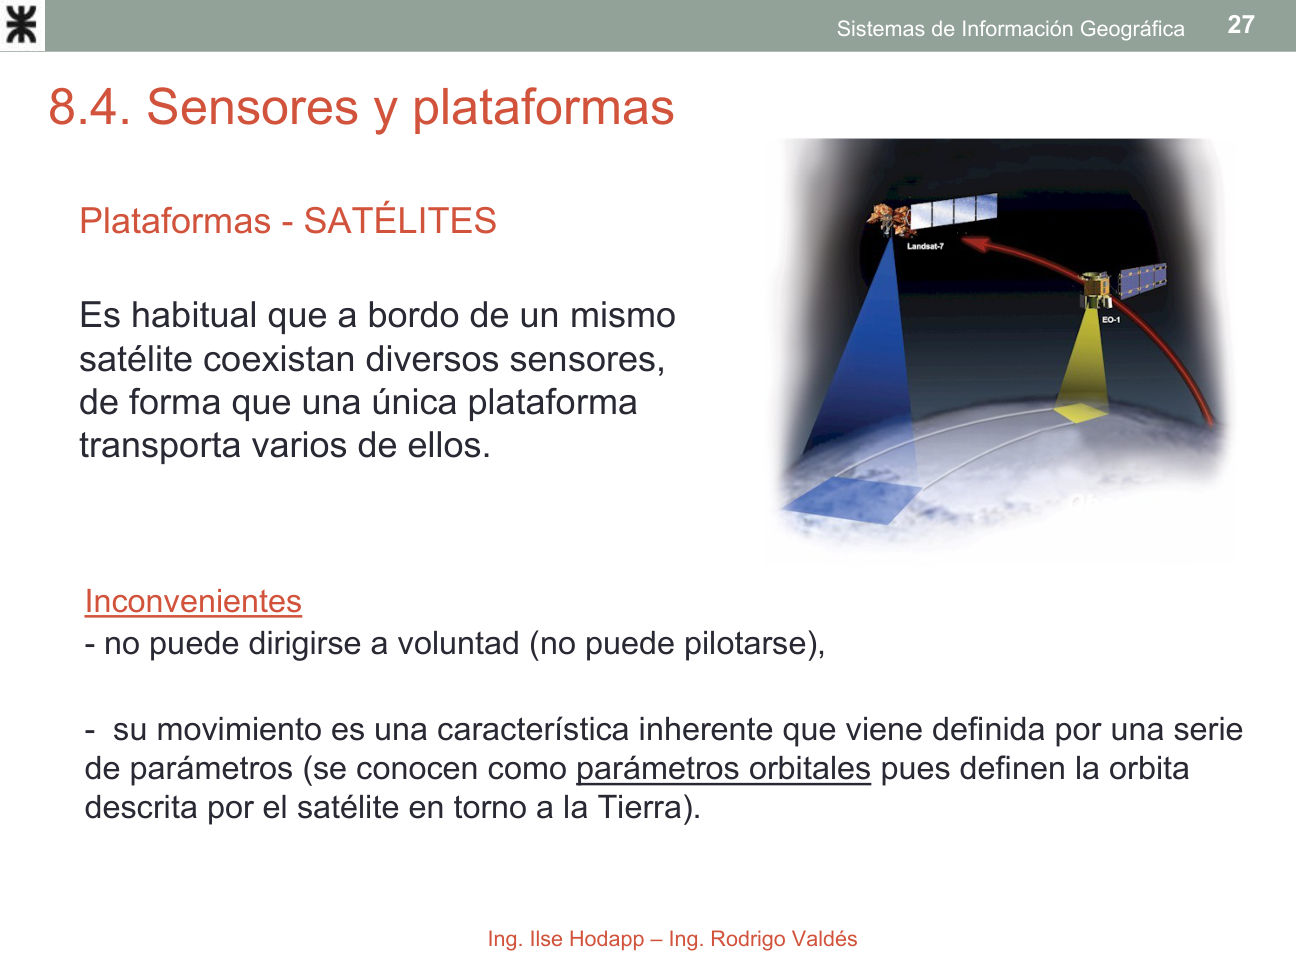 Sistemas de Información Geográfica 27
8.4. Sensores y plataformas
Plataformas - SATÉLITES
Es habitual que a bordo de un mismo
satélite coexistan diversos sensores,
de forma que una única plataforma
transporta varios de ellos.
Landsat-7
EO-1
Inconvenientes
- no puede dirigirse a voluntad (no puede pilotarse),
- su movimiento es una característica inherente que viene definida por una serie
de parámetros (se conocen como parámetros orbitales pues definen la orbita
descrita por el satélite en torno a la Tierra).
Ing. Ilse Hodapp – Ing. Rodrigo Valdés